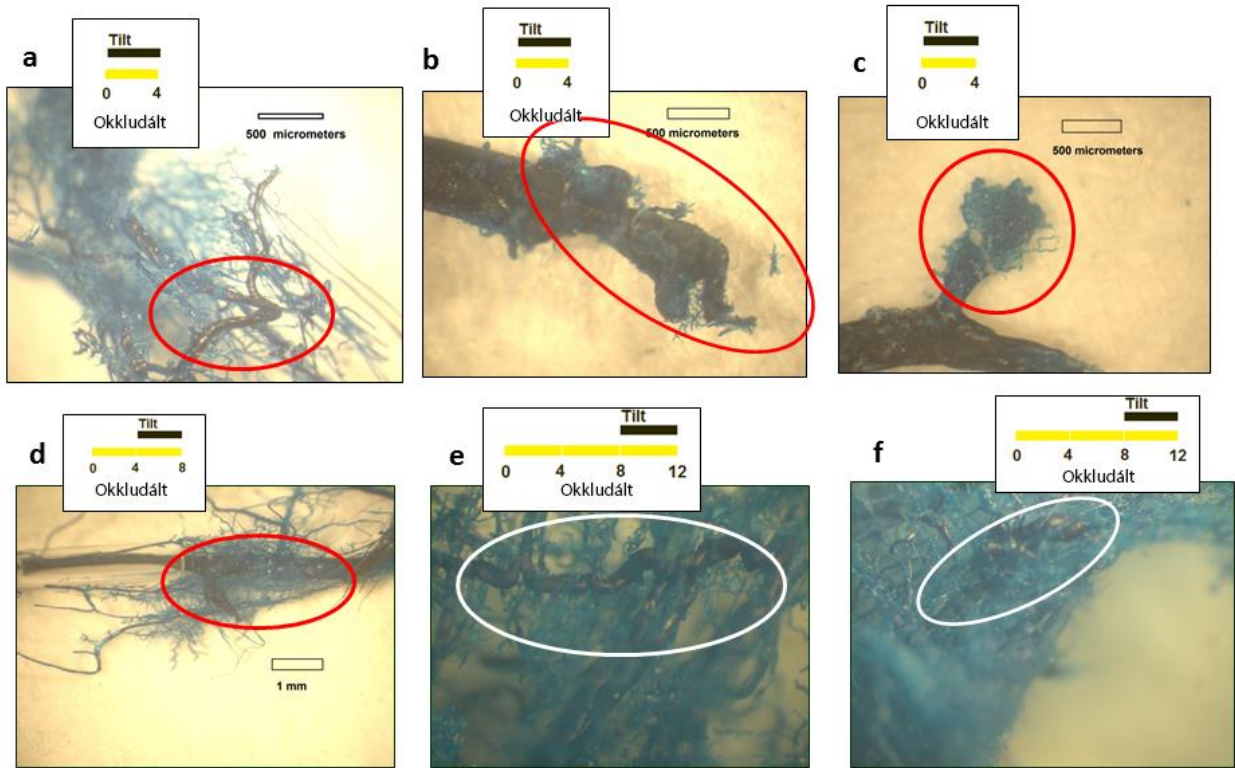 a
Tilt
0 4
Okkludált
500 micrometers
b
Tilt
0 4
Okkludált
500 micrometers
c
Tilt
0 4
Okkludált
500 micrometers
d
Tilt
0 4 8
Okkludált
1 mm
e
Tilt
0 4 8 12
Okkludált
f
Tilt
0 4 8 12
Okkludált